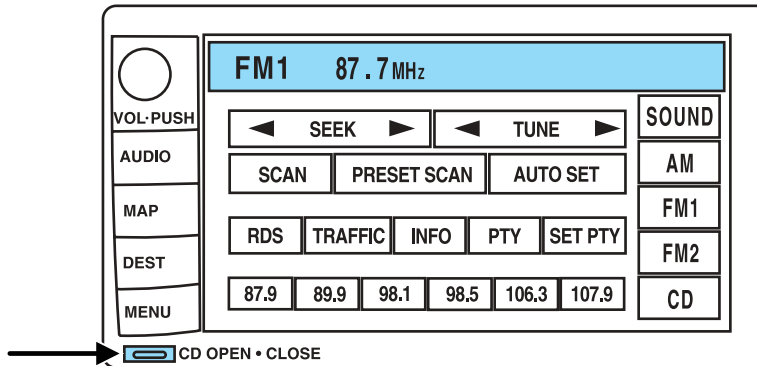 FM1 87.7MHz
VOL·PUSH
AUDIO
MAP
DEST
MENU
SEEK TUNE
SCAN PRESET SCAN AUTO SET
RDS TRAFFIC INFO PTY SET PTY
87.9 89.9 98.1 98.5 106.3 107.9
SOUND
AM
FM1
FM2
CD
CD OPEN • CLOSE